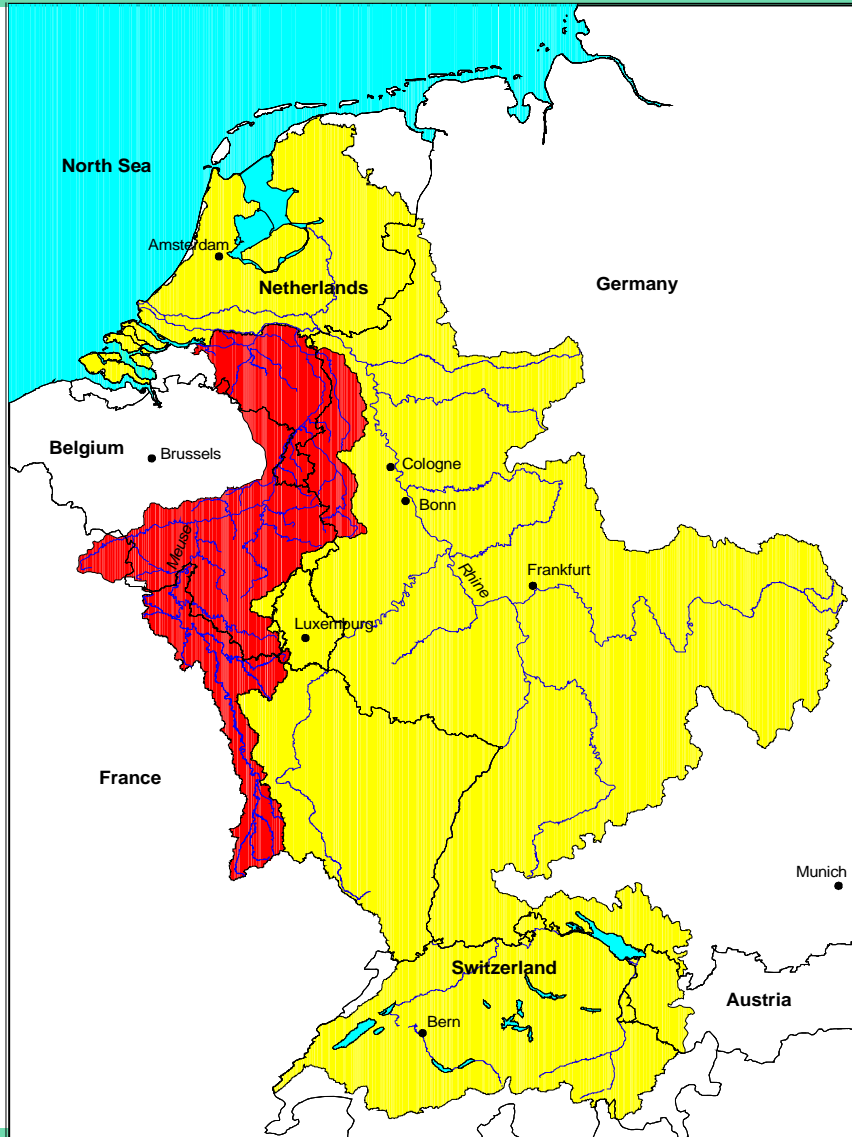 North Sea
Amsterdam
Netherlands
Germany
Belgium
Brussels
Cologne
Bonn
Meuse
Rhine
Frankfurt
Luxemburg
France
Munich
Switzerland
Austria
Bern